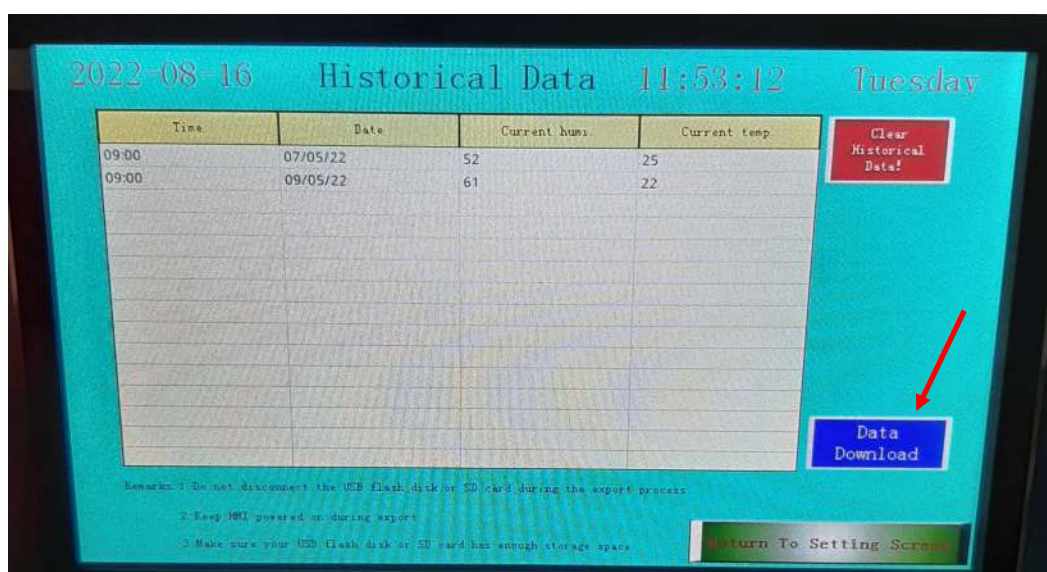 2022-08-16 Historical Data 11:53:12 Tuesday
Time Date Current humi. Current temp.
09:00 07/05/22 52 25
09:00 09/05/22 61 22
Clear
Historical
Data!
Data
Download
Remarks:1 Do not disconnect the USB flash disk or SD card during the export process
2 Keep HMI powered on during export
3 Make sure your USB flash disk or SD card has enough storage space
Return To Setting Screen